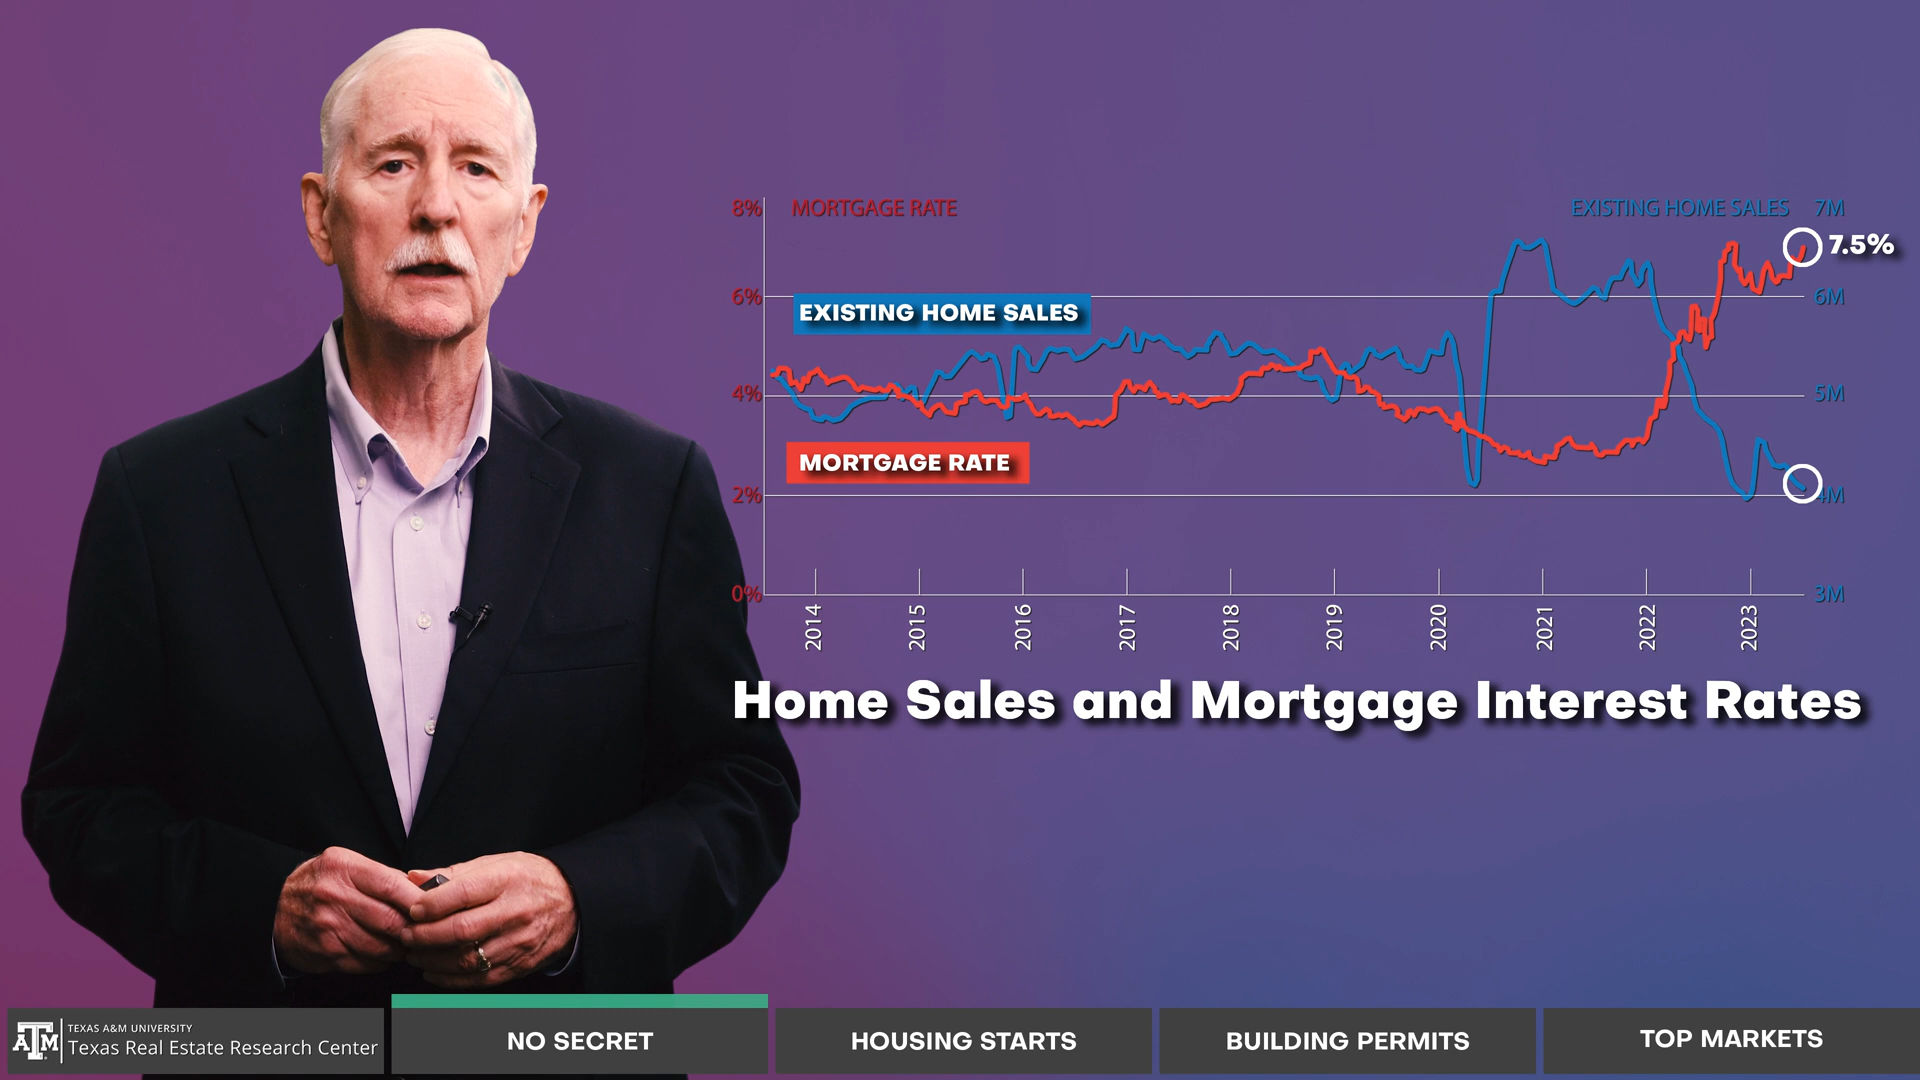 8% MORTGAGE RATE EXISTING HOME SALES 7M
7.5%
6% 6M
EXISTING HOME SALES
4% 5M
MORTGAGE RATE
2% 4M
0% 3M
2014 2015 2016 2017 2018 2019 2020 2021 2022 2023
Home Sales and Mortgage Interest Rates
ATM TEXAS A&M UNIVERSITY
Texas Real Estate Research Center
NO SECRET
HOUSING STARTS
BUILDING PERMITS
TOP MARKETS